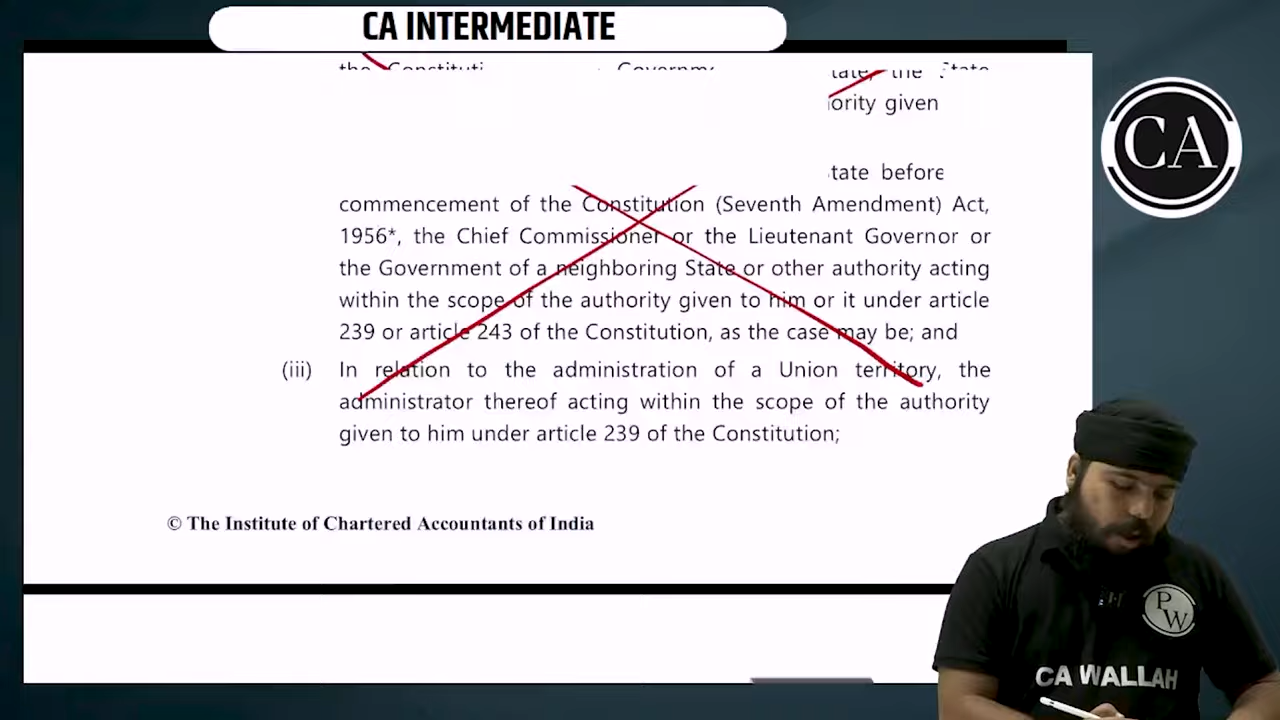 CA INTERMEDIATE
the State
ority given
tate before
commencement of the Constitution (Seventh Amendment) Act,
1956*, the Chief Commissioner or the Lieutenant Governor or
the Government of a neighboring State or other authority acting
within the scope of the authority given to him or it under article
239 or article 243 of the Constitution, as the case may be; and
(iii) In relation to the administration of a Union territory, the
administrator thereof acting within the scope of the authority
given to him under article 239 of the Constitution;
© The Institute of Chartered Accountants of India
CA
PW
CA WALLAH